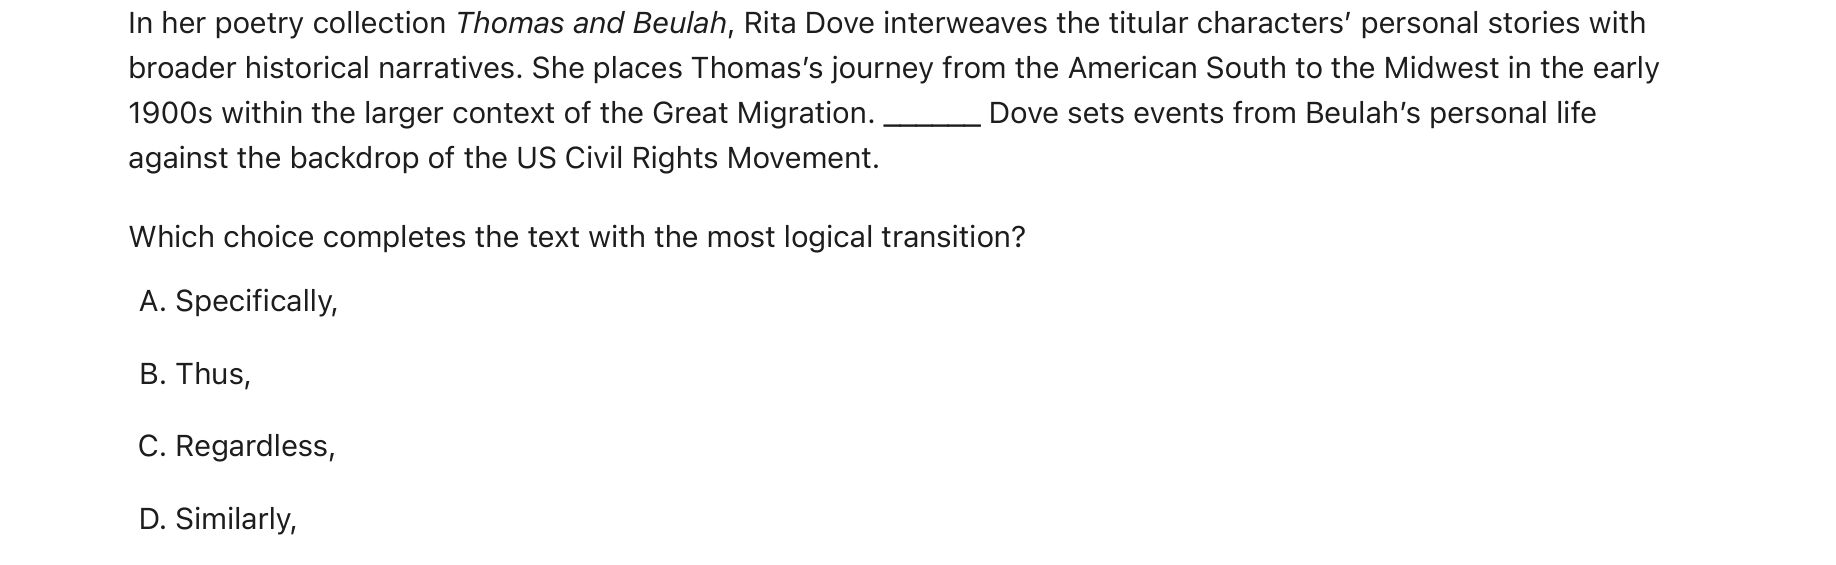 In her poetry collection Thomas and Beulah, Rita Dove interweaves the titular characters’ personal stories with
broader historical narratives. She places Thomas’s journey from the American South to the Midwest in the early
1900s within the larger context of the Great Migration. ______ Dove sets events from Beulah’s personal life
against the backdrop of the US Civil Rights Movement.
Which choice completes the text with the most logical transition?
A. Specifically,
B. Thus,
C. Regardless,
D. Similarly,